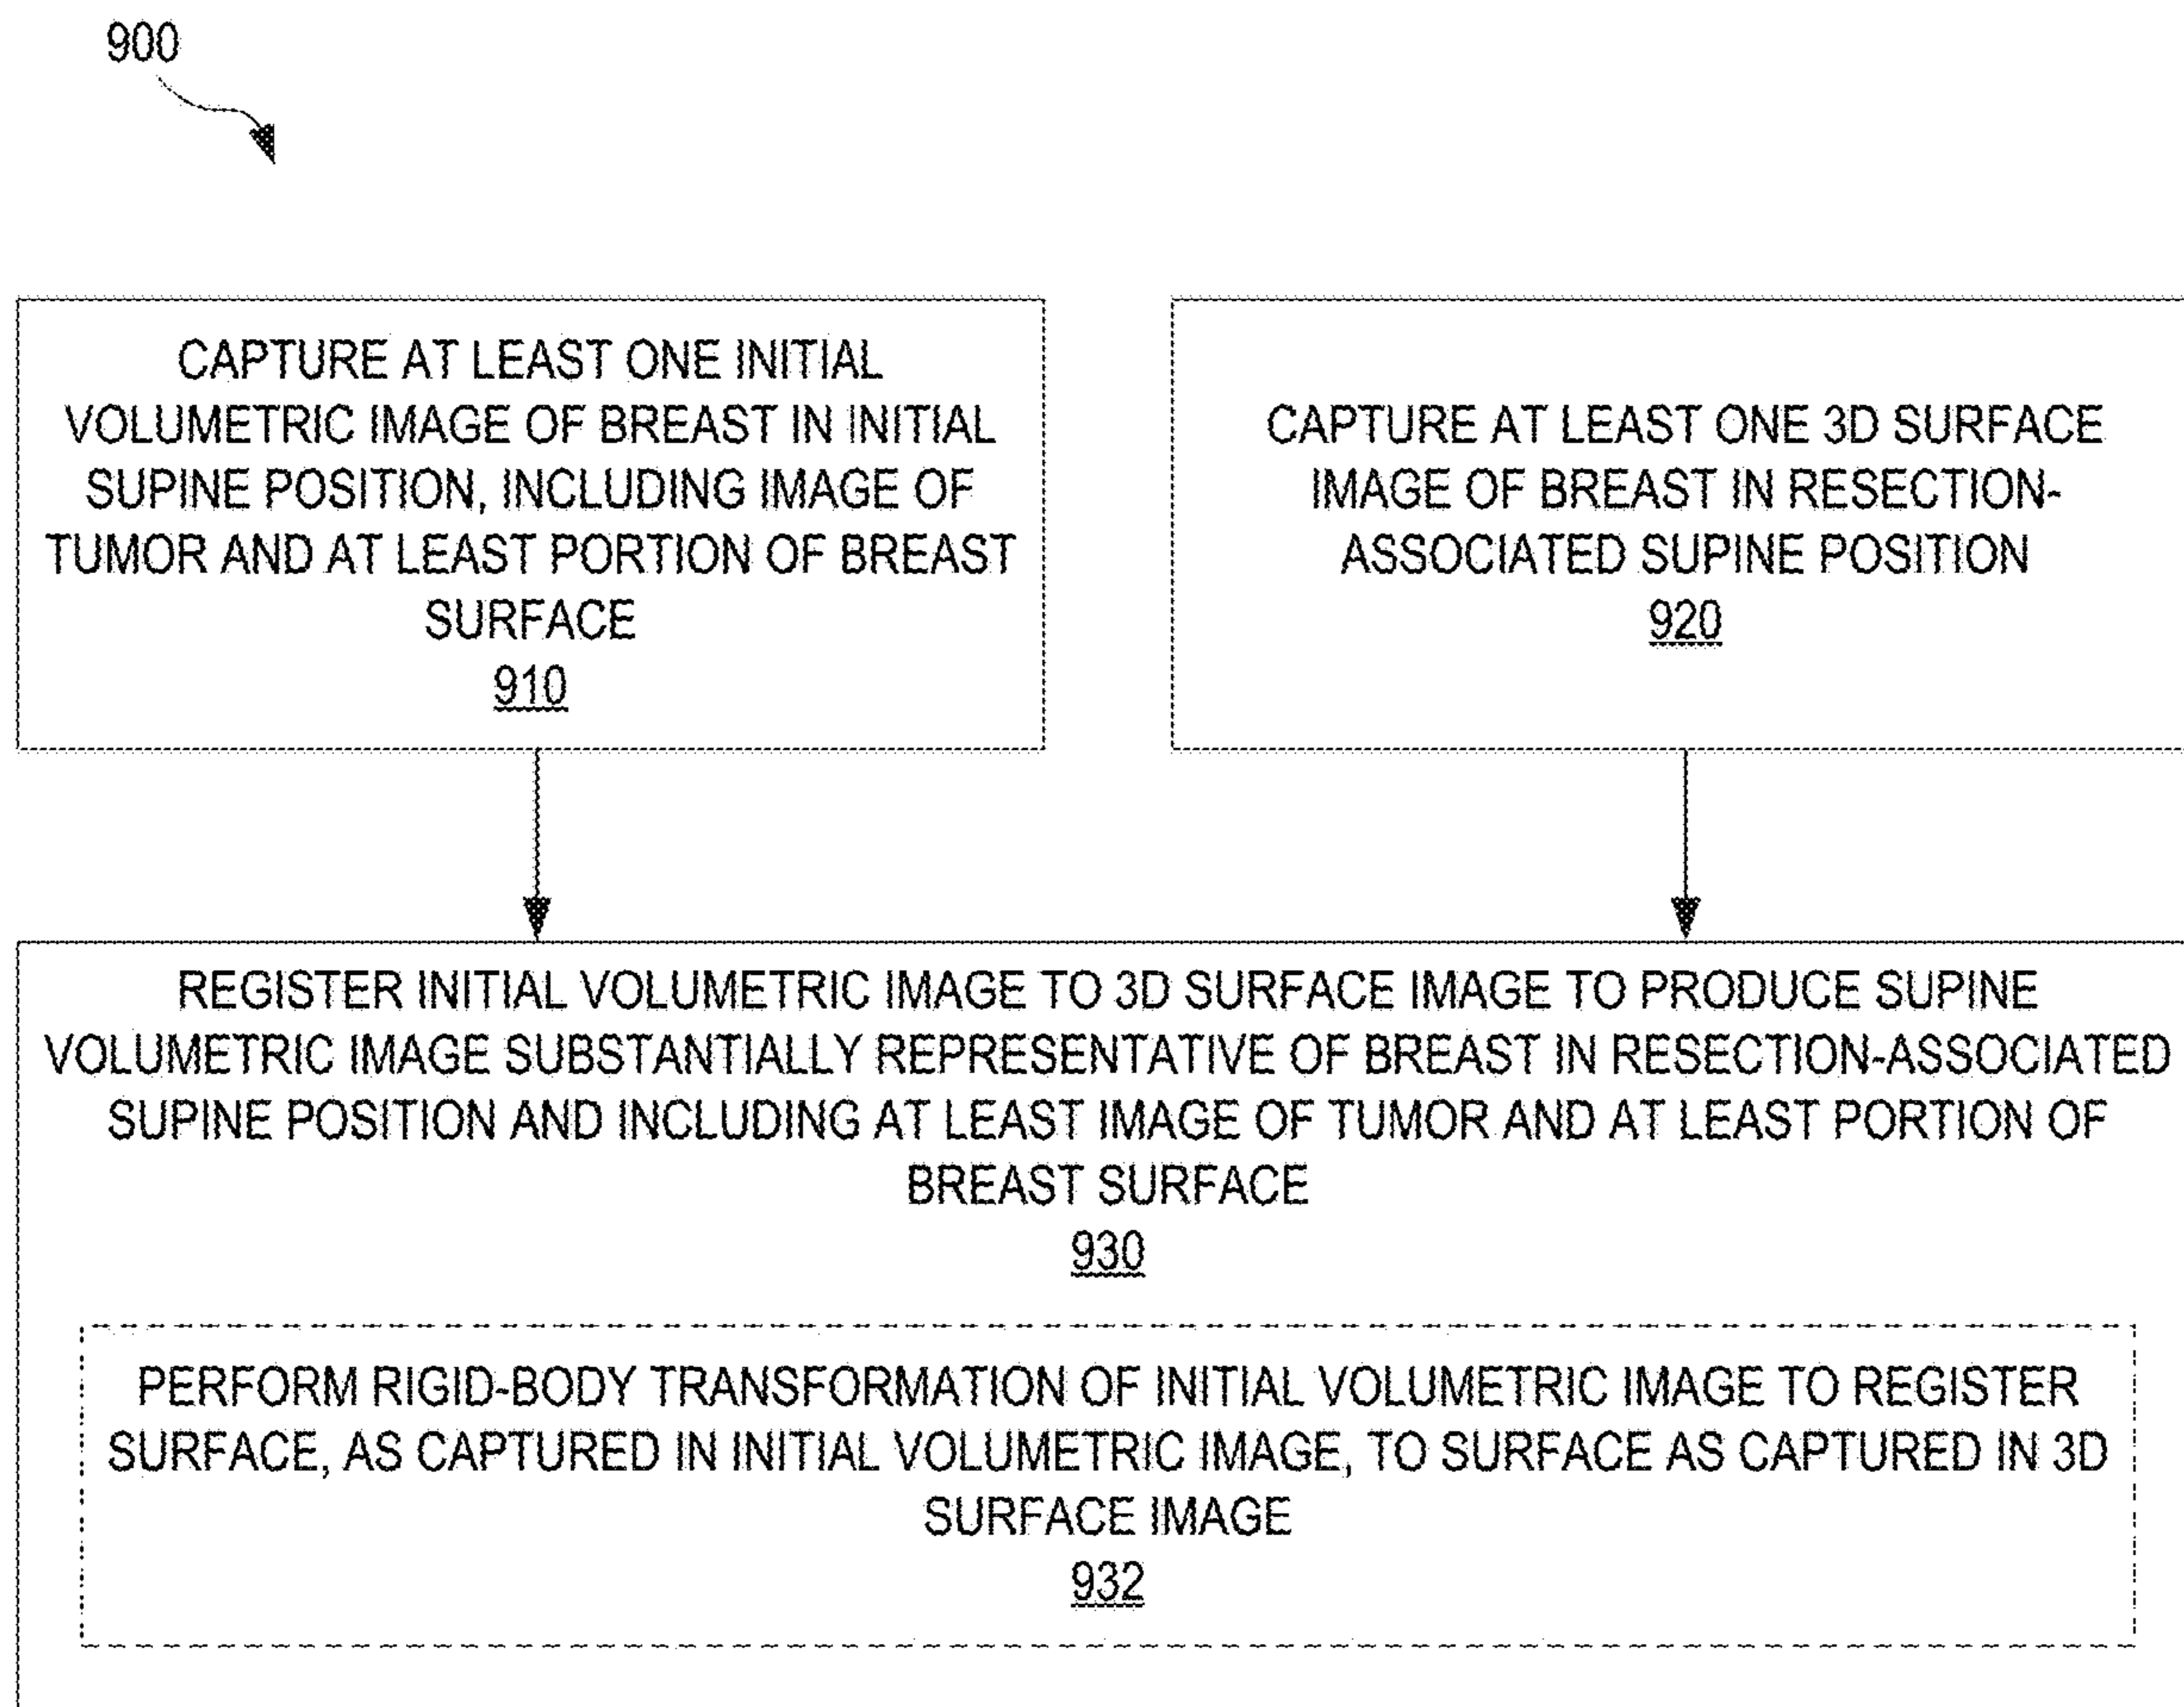 900
CAPTURE AT LEAST ONE INITIAL
VOLUMETRIC IMAGE OF BREAST IN INITIAL
SUPINE POSITION, INCLUDING IMAGE OF
TUMOR AND AT LEAST PORTION OF BREAST
SURFACE
910
CAPTURE AT LEAST ONE 3D SURFACE
IMAGE OF BREAST IN RESECTION-
ASSOCIATED SUPINE POSITION
920
REGISTER INITIAL VOLUMETRIC IMAGE TO 3D SURFACE IMAGE TO PRODUCE SUPINE
VOLUMETRIC IMAGE SUBSTANTIALLY REPRESENTATIVE OF BREAST IN RESECTION-ASSOCIATED
SUPINE POSITION AND INCLUDING AT LEAST IMAGE OF TUMOR AND AT LEAST PORTION OF
BREAST SURFACE
930
PERFORM RIGID-BODY TRANSFORMATION OF INITIAL VOLUMETRIC IMAGE TO REGISTER
SURFACE, AS CAPTURED IN INITIAL VOLUMETRIC IMAGE, TO SURFACE AS CAPTURED IN 3D
SURFACE IMAGE
932